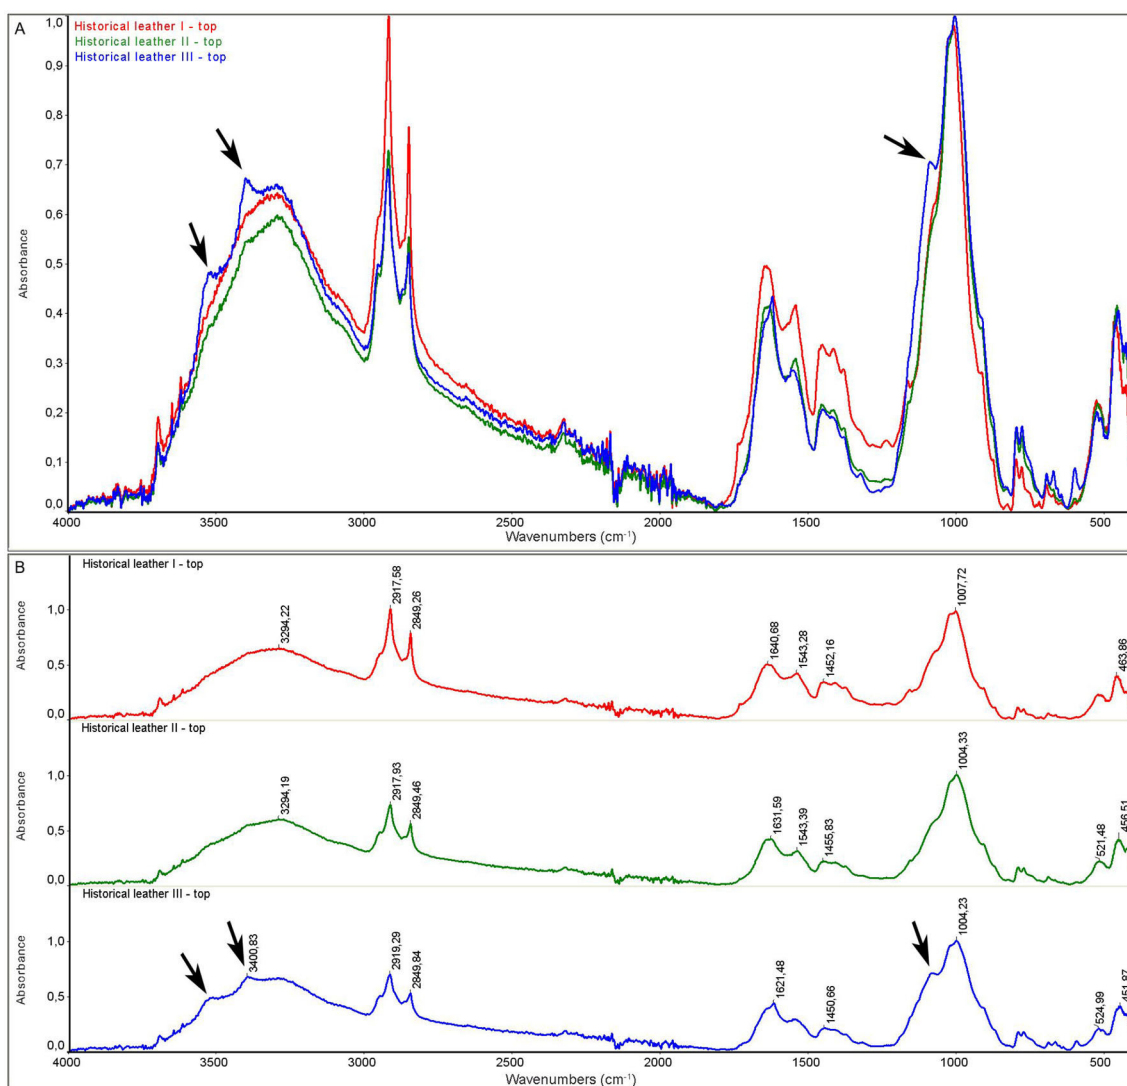 A
Historical leather I - top
Historical leather II - top
Historical leather III - top
1,0
0,9
0,8
0,7
0,6
0,5
0,4
0,3
0,2
0,1
0,0
Absorbance
4000 3500 3000 2500 2000 1500 1000 500
Wavenumbers (cm⁻¹)
B
Historical leather I - top
Absorbance
1,0
0,5
0,0
3294,22
2917,58
2849,26
1640,68
1543,28
1452,16
1007,72
463,86
Historical leather II - top
Absorbance
1,0
0,5
0,0
3294,19
2917,93
2849,46
1631,59
1543,39
1455,83
1004,33
521,48
456,51
Historical leather III - top
Absorbance
1,0
0,5
0,0
3400,83
2919,29
2849,84
1621,48
1450,66
1004,23
524,99
451,87
4000 3500 3000 2500 2000 1500 1000 500
Wavenumbers (cm⁻¹)